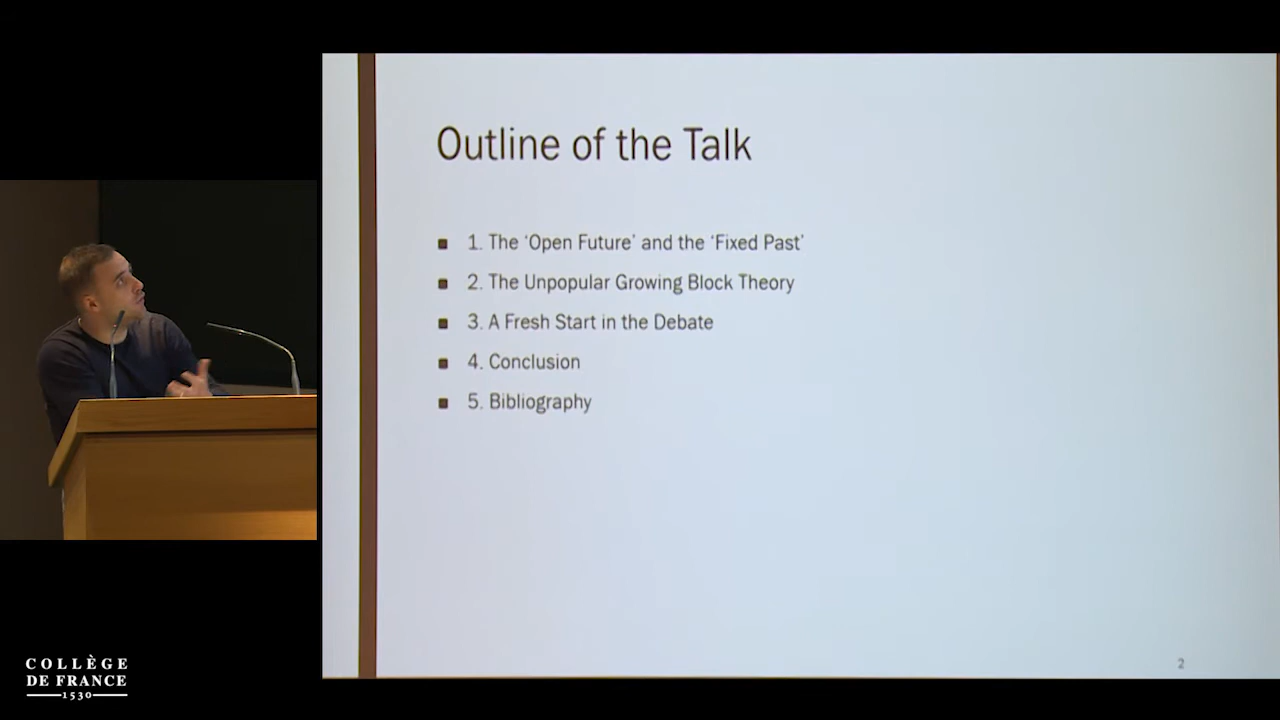 Outline of the Talk
1. The ‘Open Future’ and the ‘Fixed Past’
2. The Unpopular Growing Block Theory
3. A Fresh Start in the Debate
4. Conclusion
5. Bibliography
2
COLLÈGE
DE FRANCE
1530